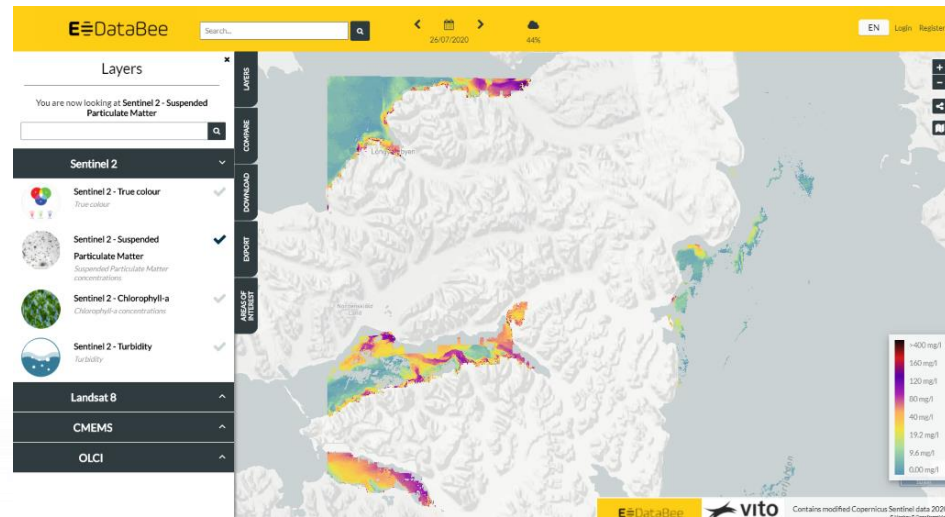 E=DataBee
Search...
26/07/2020
44%
EN
Login
Register
Layers
You are now looking at Sentinel 2 - Suspended
Particulate Matter
Sentinel 2
Sentinel 2 - True colour
True colour
Sentinel 2 - Suspended
Particulate Matter
Suspended Particulate Matter
concentrations
Sentinel 2 - Chlorophyll-a
Chlorophyll-a concentrations
Sentinel 2 - Turbidity
Turbidity
Landsat 8
CMEMS
OLCI
LAYERS
COMPARE
DOWNLOAD
EXPORT
AREAS OF
INTEREST
>400 mg/l
160 mg/l
120 mg/l
80 mg/l
40 mg/l
19.2 mg/l
9.6 mg/l
0.00 mg/l
E=DataBee
vito
Contains modified Copernicus Sentinel data